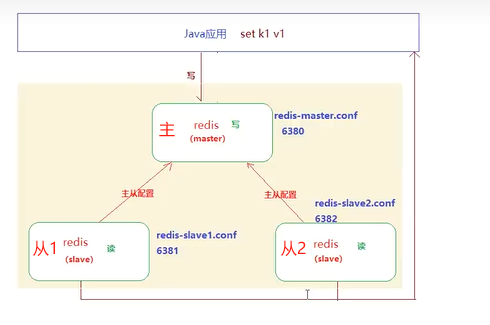 Java应用 set k1 v1
写
主 redis 写
(master)
redis-master.conf
6380
主从配置
主从配置
redis-slave2.conf
6382
从1 redis 读
(slave)
redis-slave1.conf
6381
从2 redis 读
(slave)